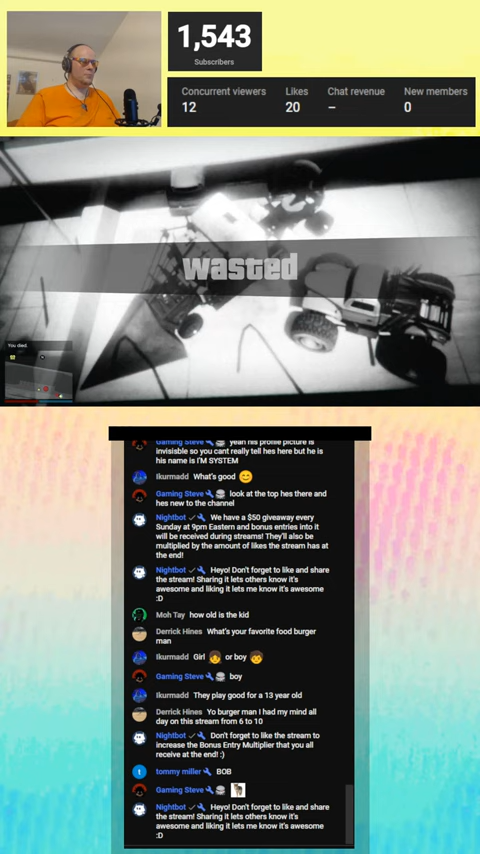 1,543
Subscribers
Concurrent viewers
12
Likes
20
Chat revenue
–
New members
0
wasted
You died.
Gaming Steve yeah his profile picture is
invisisble so you cant really tell hes here but he is
his name is I'M SYSTEM
Ikurmadd What's good
Gaming Steve look at the top hes there and
hes new to the channel
Nightbot We have a $50 giveaway every
Sunday at 9pm Eastern and bonus entries into it
will be received during streams! They'll also be
multiplied by the amount of likes the stream has at
the end!
Nightbot Heyo! Don't forget to like and share
the stream! Sharing it lets others know it's
awesome and liking it lets me know it's awesome!
:D
Moh Tay how old is the kid
Derrick Hines What's your favorite food burger
man
Ikurmadd Girl or boy
Gaming Steve boy
Ikurmadd They play good for a 13 year old
Derrick Hines Yo burger man I had my mind all
day on this stream from 6 to 10
Nightbot Don't forget to like the stream to
increase the Bonus Entry Multiplier that you all
receive at the end! :)
t tommy miller BOB
Gaming Steve
Nightbot Heyo! Don't forget to like and share
the stream! Sharing it lets others know it's
awesome and liking it lets me know it's awesome!
:D